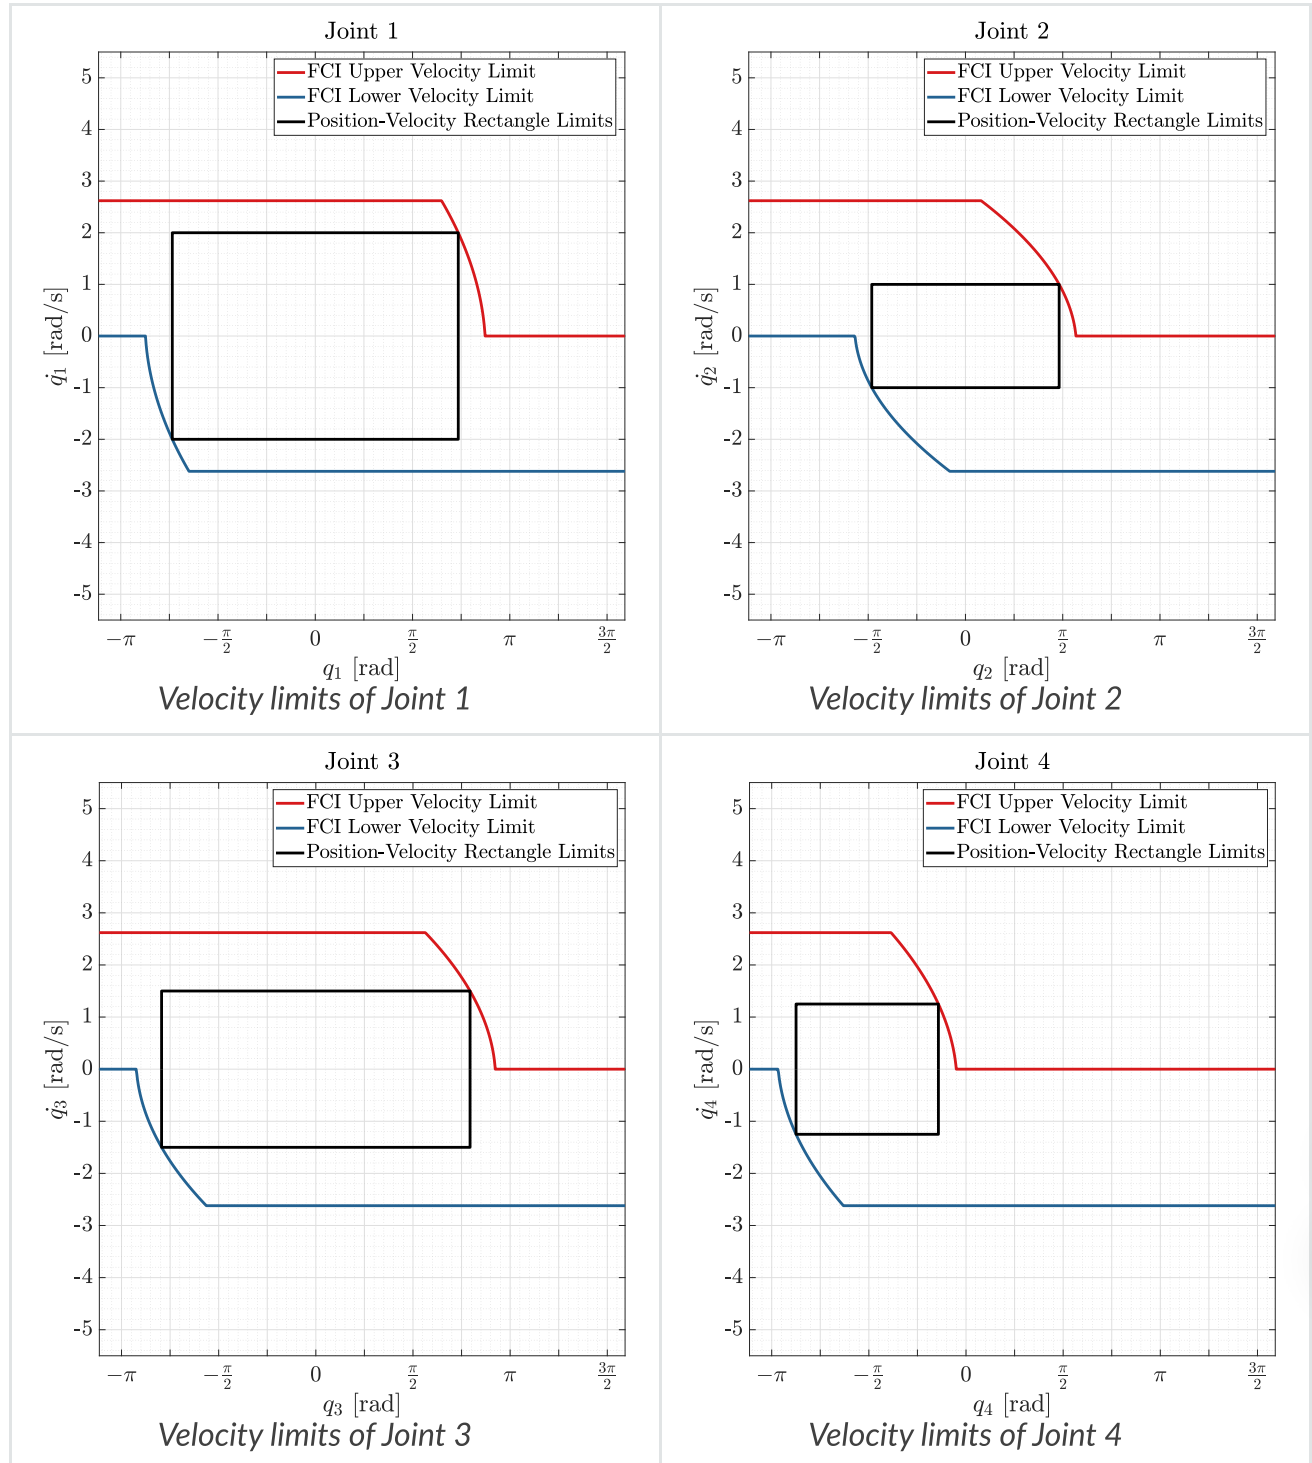 Joint 1
FCI Upper Velocity Limit
FCI Lower Velocity Limit
Position-Velocity Rectangle Limits
5
4
3
2
1
0
-1
-2
-3
-4
-5
q̇₁ [rad/s]
−π
−π/2
0
π/2
π
3π/2
q₁ [rad]
Velocity limits of Joint 1
Joint 2
FCI Upper Velocity Limit
FCI Lower Velocity Limit
Position-Velocity Rectangle Limits
5
4
3
2
1
0
-1
-2
-3
-4
-5
q̇₂ [rad/s]
−π
−π/2
0
π/2
π
3π/2
q₂ [rad]
Velocity limits of Joint 2
Joint 3
FCI Upper Velocity Limit
FCI Lower Velocity Limit
Position-Velocity Rectangle Limits
5
4
3
2
1
0
-1
-2
-3
-4
-5
q̇₃ [rad/s]
−π
−π/2
0
π/2
π
3π/2
q₃ [rad]
Velocity limits of Joint 3
Joint 4
FCI Upper Velocity Limit
FCI Lower Velocity Limit
Position-Velocity Rectangle Limits
5
4
3
2
1
0
-1
-2
-3
-4
-5
q̇₄ [rad/s]
−π
−π/2
0
π/2
π
3π/2
q₄ [rad]
Velocity limits of Joint 4